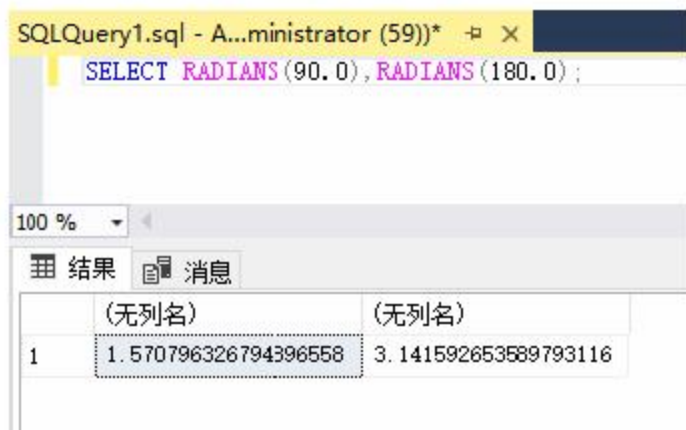 SQLQuery1.sql - A...ministrator (59))*
SELECT RADIANS(90.0),RADIANS(180.0);
100 %
结果 消息
(无列名) (无列名)
1 1.570796326794896558 3.141592653589793116